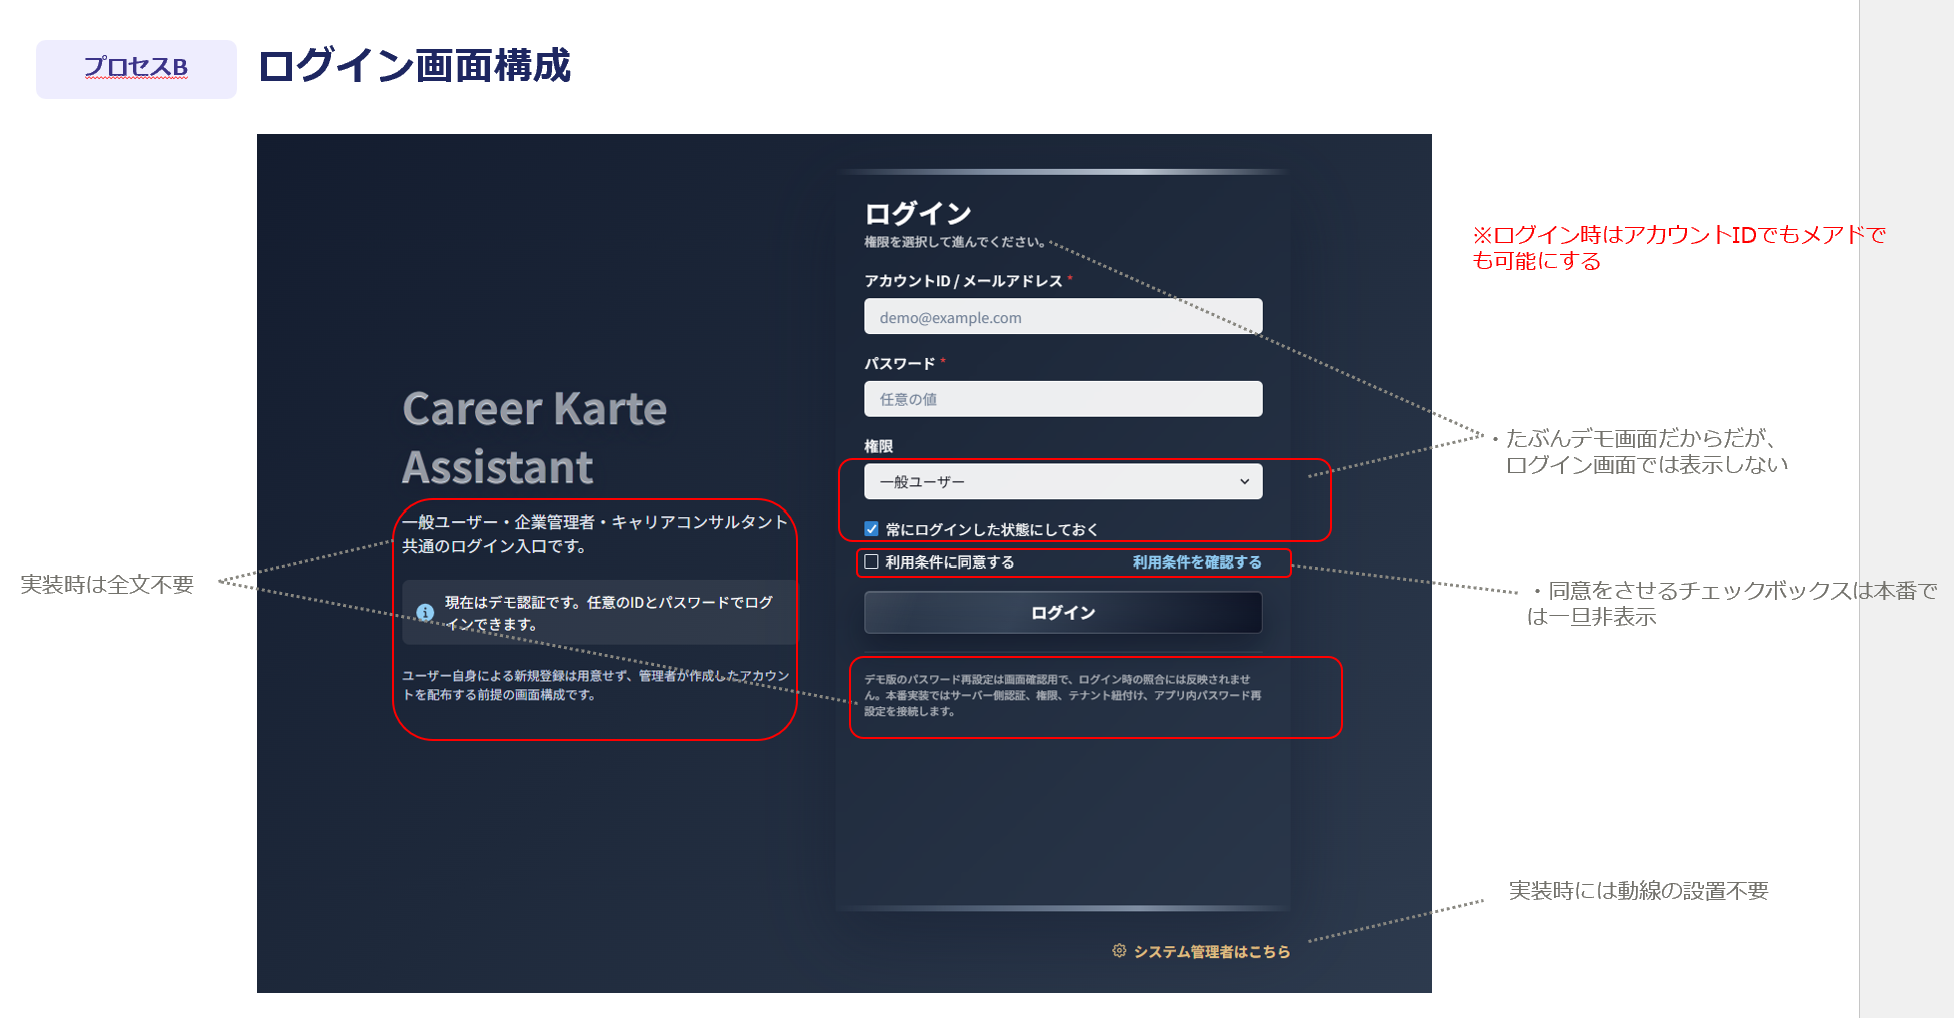 プロセスB
ログイン画面構成
ログイン
権限を選択して進んでください。
アカウントID / メールアドレス *
demo@example.com
パスワード *
任意の値
権限
一般ユーザー
常にログインした状態にしておく
利用条件に同意する 利用条件を確認する
ログイン
デモ版のパスワード再設定は画面確認用で、ログイン時の照合には反映されませ
ん。本番実装ではサーバー側認証、権限、テナント紐付け、アプリ内パスワード再
設定を接続します。
システム管理者はこちら
Career Karte
Assistant
一般ユーザー・企業管理者・キャリアコンサルタント
共通のログイン入口です。
現在はデモ認証です。任意のIDとパスワードでログ
インできます。
ユーザー自身による新規登録は用意せず、管理者が作成したアカウン
トを配布する前提の画面構成です。
実装時は全文不要
※ログイン時はアカウントIDでもメアドで
も可能にする
・たぶんデモ画面だからだが、
ログイン画面では表示しない
・同意をさせるチェックボックスは本番で
は一旦非表示
実装時には動線の設置不要